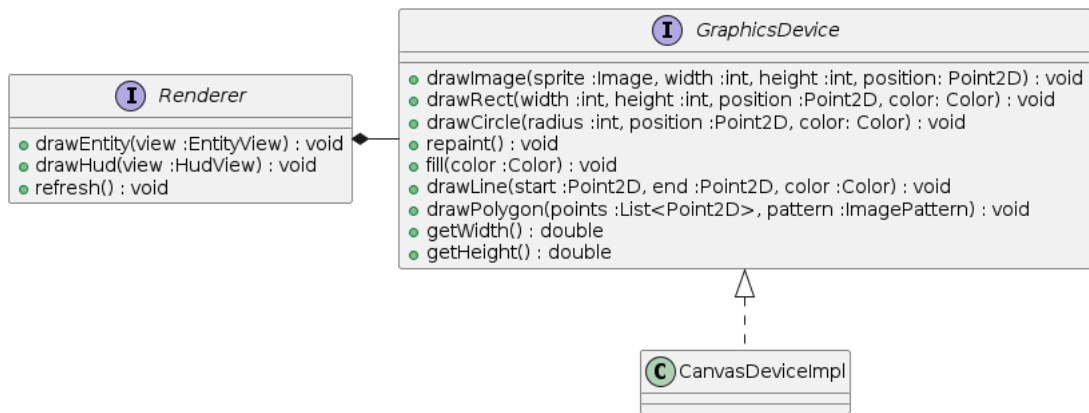 I Renderer
drawEntity(view :EntityView) : void
drawHud(view :HudView) : void
refresh() : void
I GraphicsDevice
drawImage(sprite :Image, width :int, height :int, position: Point2D) : void
drawRect(width :int, height :int, position :Point2D, color: Color) : void
drawCircle(radius :int, position :Point2D, color: Color) : void
repaint() : void
fill(color :Color) : void
drawLine(start :Point2D, end :Point2D, color :Color) : void
drawPolygon(points :List<Point2D>, pattern :ImagePattern) : void
getWidth() : double
getHeight() : double
C CanvasDeviceImpl